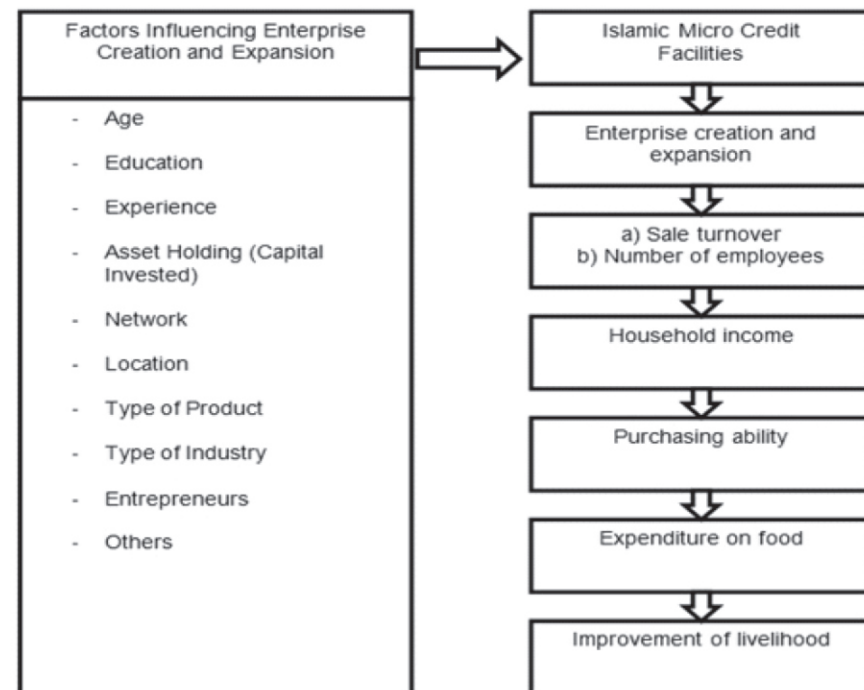 Factors Influencing Enterprise
Creation and Expansion
- Age
- Education
- Experience
- Asset Holding (Capital
Invested)
- Network
- Location
- Type of Product
- Type of Industry
- Entrepreneurs
- Others
Islamic Micro Credit
Facilities
Enterprise creation and
expansion
a) Sale turnover
b) Number of employees
Household income
Purchasing ability
Expenditure on food
Improvement of livelihood